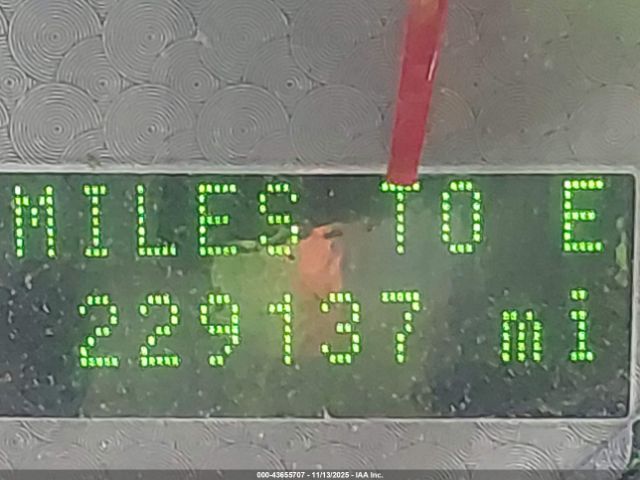 MILES TO E
229137 mi
000-43655707 - 11/13/2025 - IAA Inc.